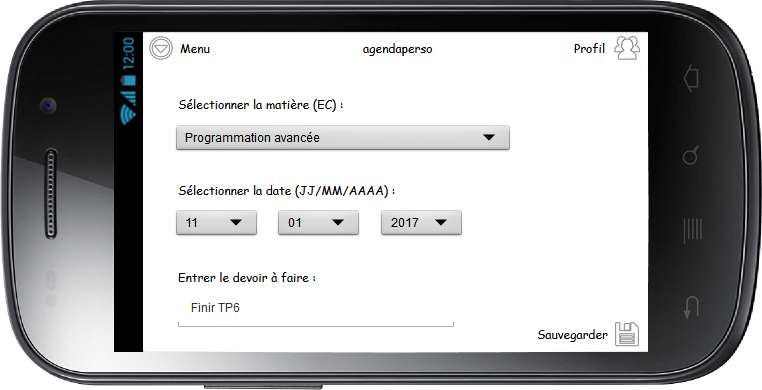 12:00
Menu agendaperso Profil
Sélectionner la matière (EC) :
Programmation avancée
Sélectionner la date (JJ/MM/AAAA) :
11 01 2017
Entrer le devoir à faire :
Finir TP6
Sauvegarder